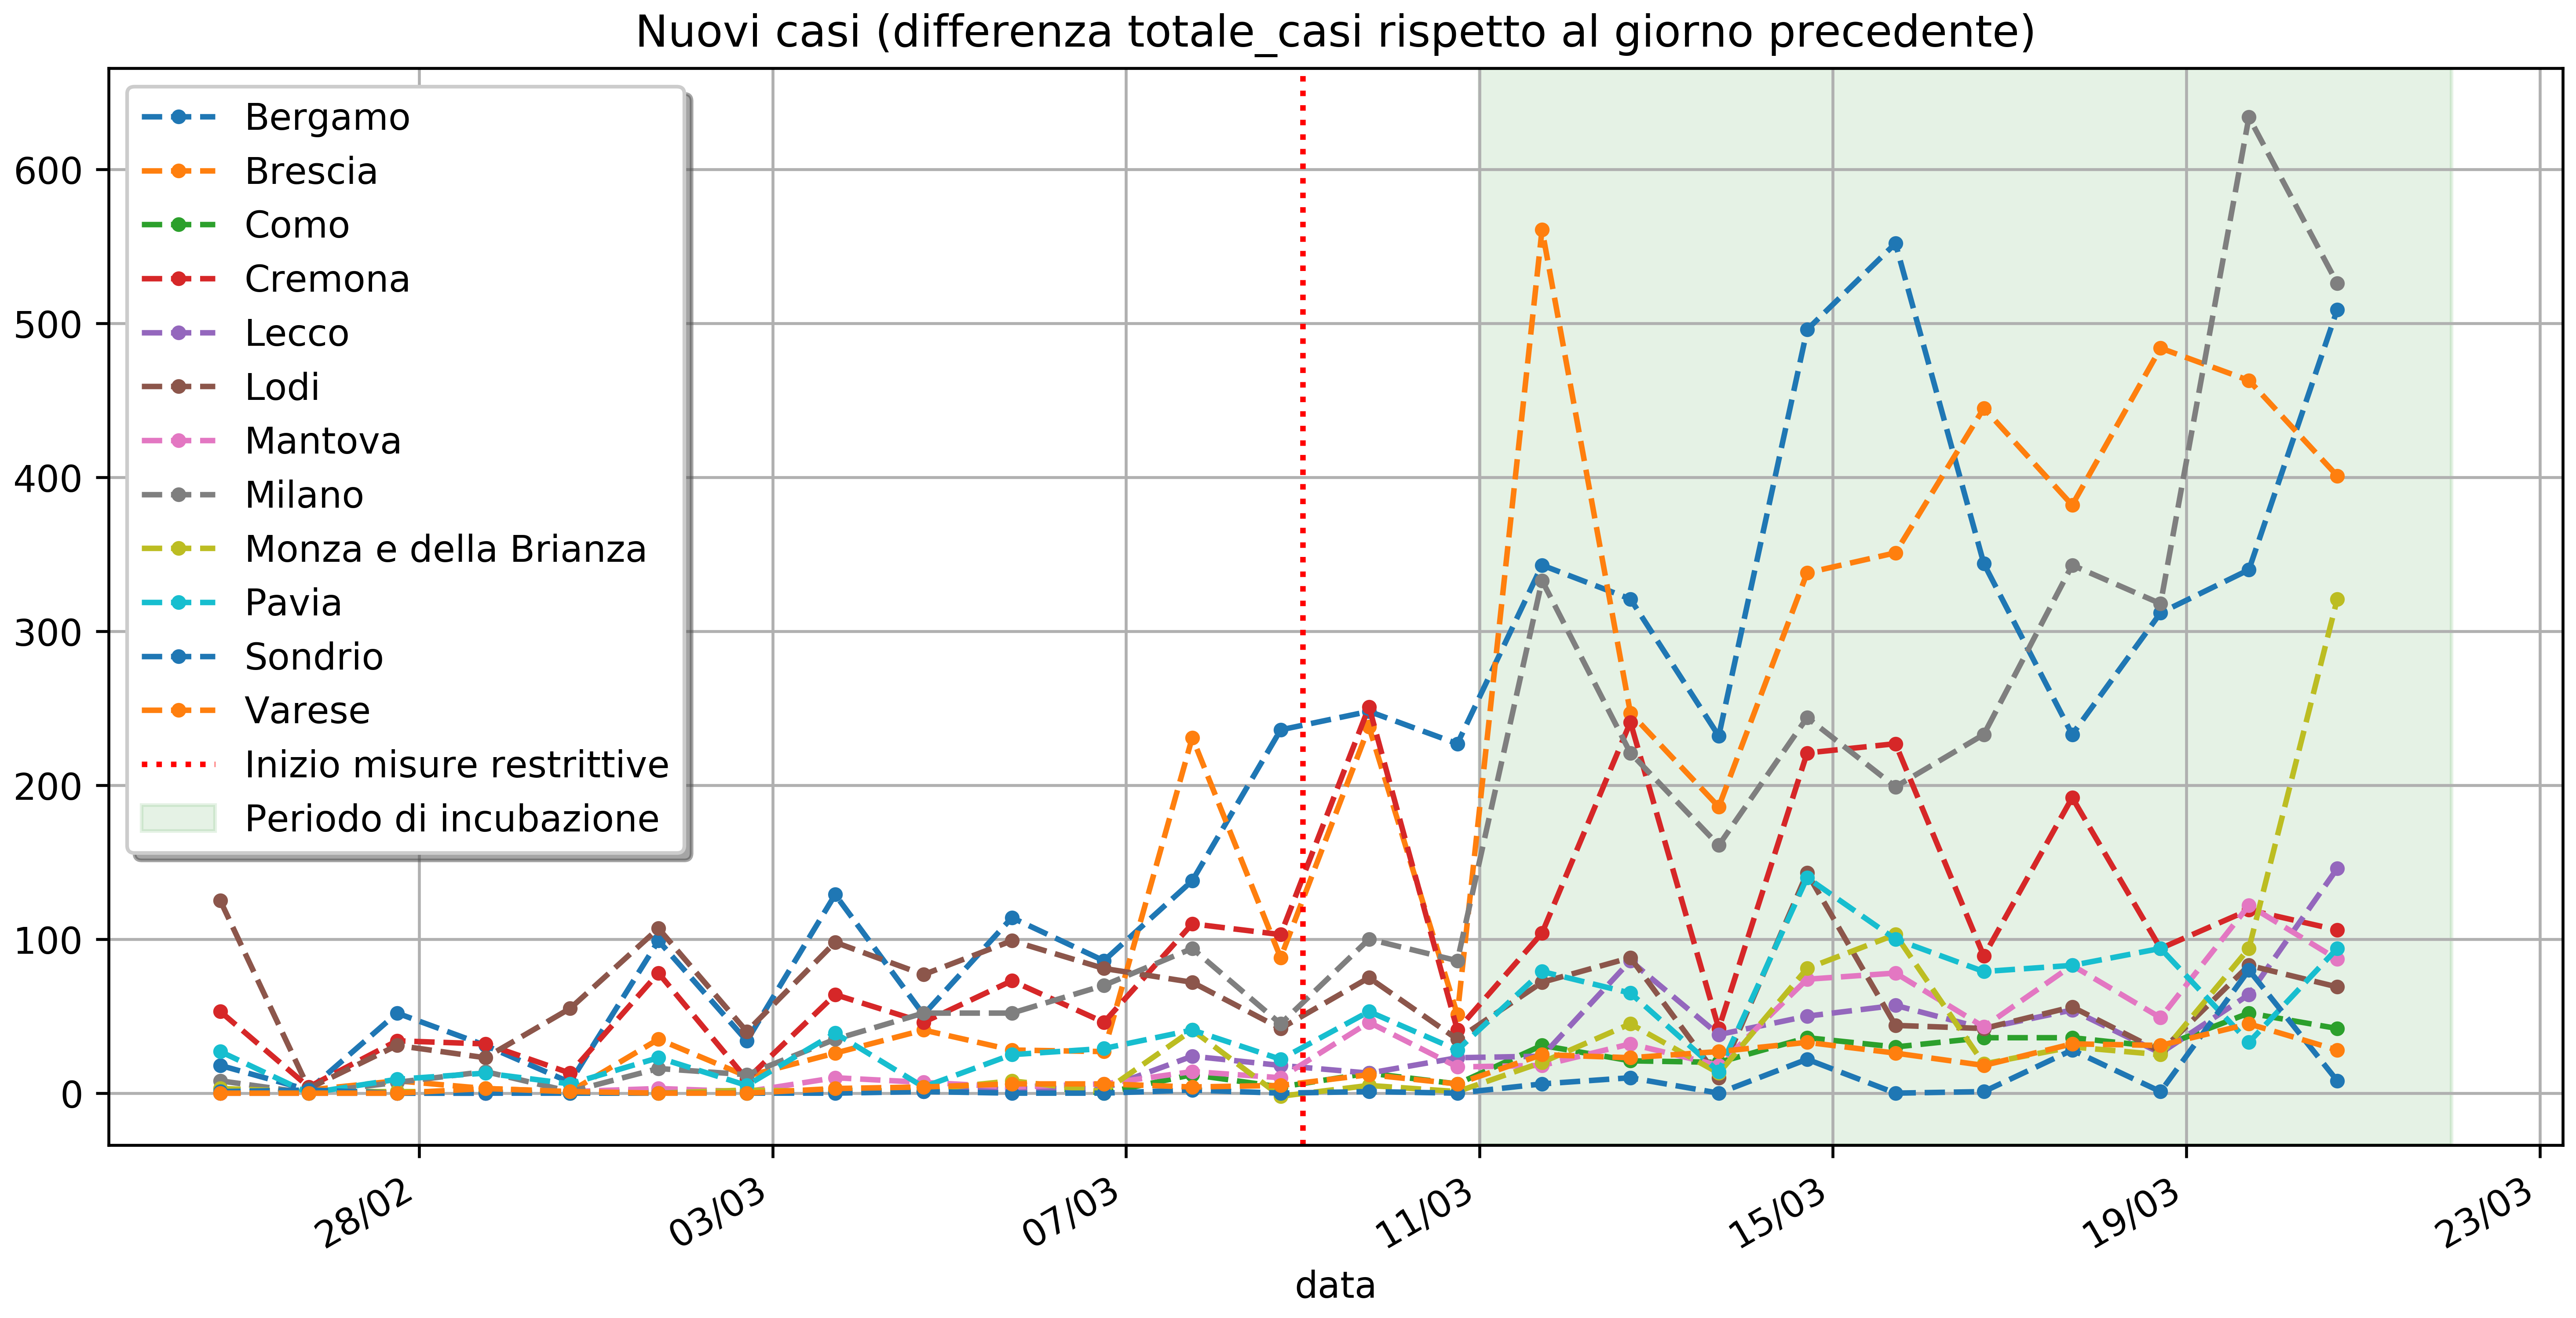 Nuovi casi (differenza totale_casi rispetto al giorno precedente)
Bergamo
Brescia
Como
Cremona
Lecco
Lodi
Mantova
Milano
Monza e della Brianza
Pavia
Sondrio
Varese
Inizio misure restrittive
Periodo di incubazione
600
500
400
300
200
100
0
28/02
03/03
07/03
11/03
15/03
19/03
23/03
data